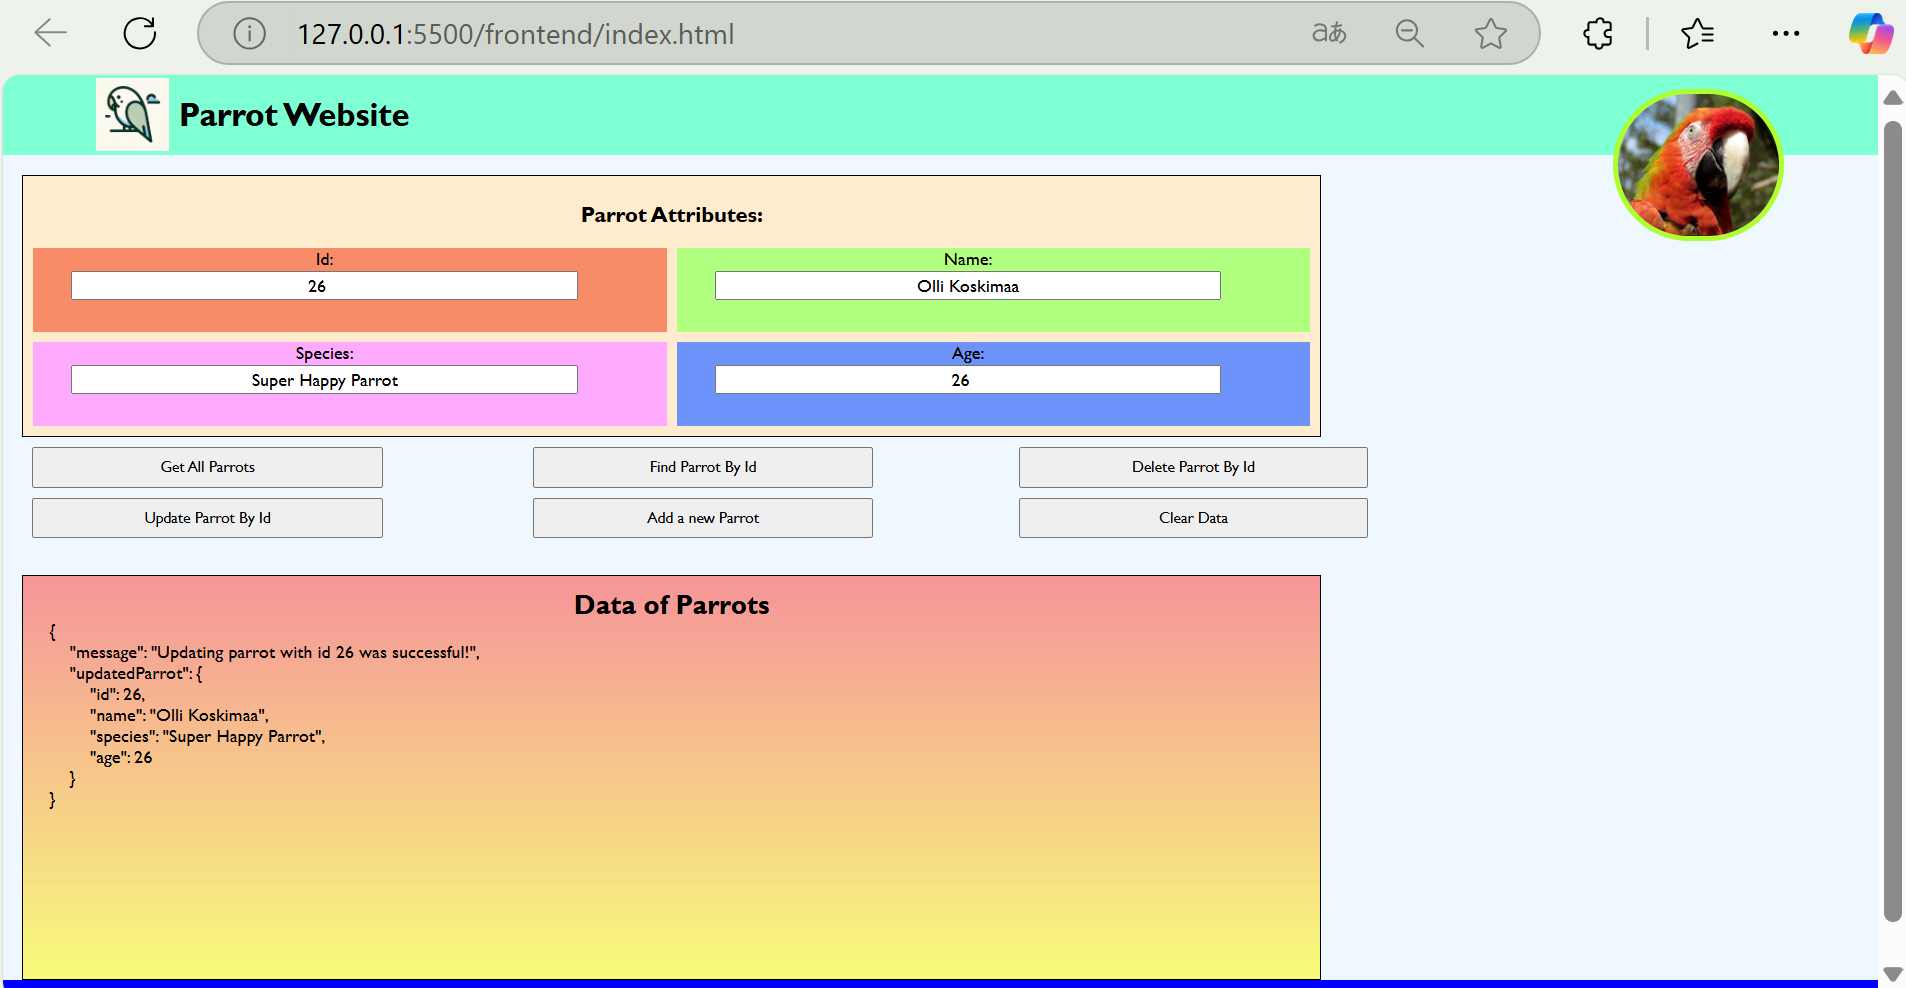 127.0.0.1:5500/frontend/index.html
aあ
Parrot Website
Parrot Attributes:
Id:
26
Name:
Olli Koskimaa
Species:
Super Happy Parrot
Age:
26
Get All Parrots
Find Parrot By Id
Delete Parrot By Id
Update Parrot By Id
Add a new Parrot
Clear Data
Data of Parrots
{
"message": "Updating parrot with id 26 was successful!",
"updatedParrot": {
"id": 26,
"name": "Olli Koskimaa",
"species": "Super Happy Parrot",
"age": 26
}
}